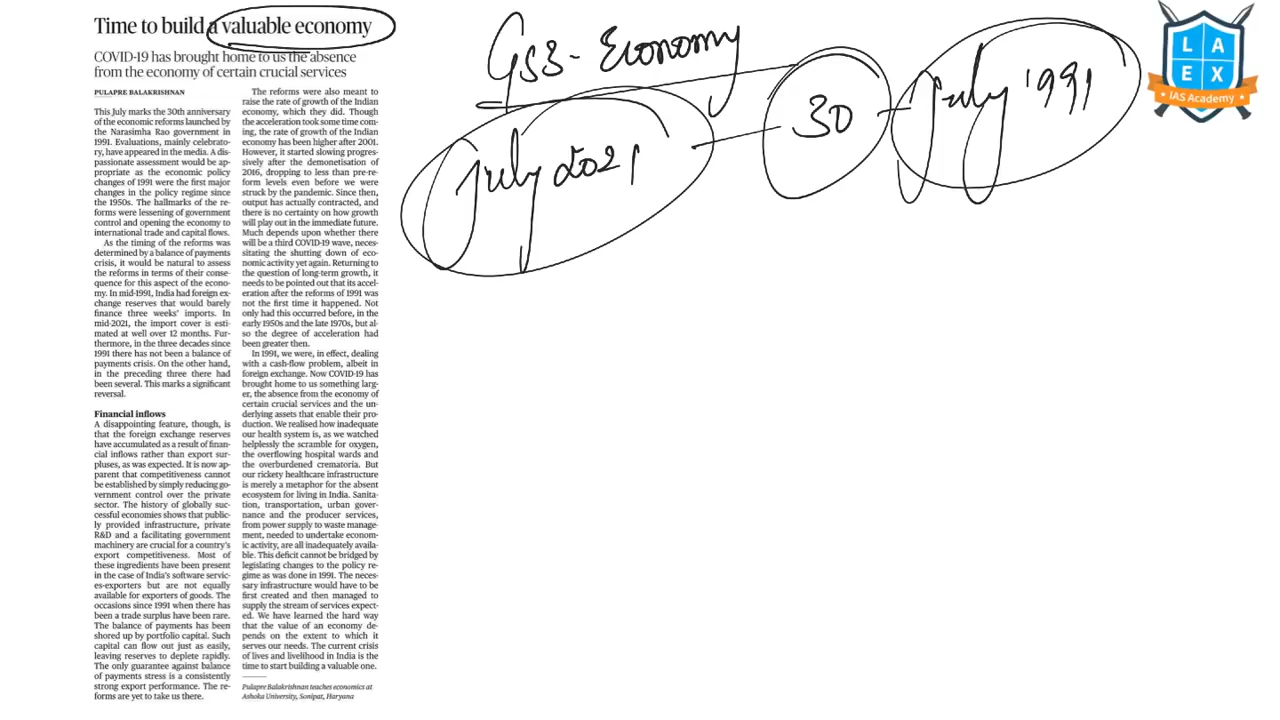 Time to build a valuable economy
COVID-19 has brought home to us the absence
from the economy of certain crucial services
PULAPRE BALAKRISHNAN
This July marks the 30th anniversary
of the economic reforms launched by
the Narasimha Rao government in
1991. Evaluations, mainly celebrato-
ry, have appeared in the media. A dis-
passionate assessment would be ap-
propriate as the economic policy
changes of 1991 were the first major
changes in the policy regime since
the 1950s. The hallmarks of the re-
forms were lessening of government
control and opening the economy to
international trade and capital flows.
As the timing of the reforms was
determined by a balance of payments
crisis, it would be natural to assess
the reforms in terms of their conse-
quence for this aspect of the econo-
my. In mid-1991, India had foreign ex-
change reserves that would barely
finance three weeks' imports. In
mid-2021, the import cover is esti-
mated at well over 12 months. Fur-
thermore, in the three decades since
1991 there has not been a balance of
payments crisis. On the other hand,
in the preceding three there had
been several. This marks a significant
reversal.
Financial inflows
A disappointing feature, though, is
that the foreign exchange reserves
have accumulated as a result of finan-
cial inflows rather than export sur-
pluses, as was expected. It is now ap-
parent that competitiveness cannot
be established by simply reducing go-
vernment control over the private
sector. The history of globally suc-
cessful economies shows that public-
ly provided infrastructure, private
R&D and a facilitating government
machinery are crucial for a country's
export competitiveness. Most of
these ingredients have been present
in the case of India's software servic-
es-exporters but are not equally
available for exporters of goods. The
occasions since 1991 when there has
been a trade surplus have been rare.
The balance of payments has been
shored up by portfolio capital. Such
capital can flow out just as easily,
leaving reserves to deplete rapidly.
The only guarantee against balance
of payments stress is a consistently
strong export performance. The re-
forms are yet to take us there.
The reforms were also meant to
raise the rate of growth of the Indian
economy, which they did. Though
the acceleration took some time com-
ing, the rate of growth of the Indian
economy has been higher after 2001.
However, it started slowing progres-
sively after the demonetisation of
2016, dropping to less than pre-re-
form levels even before we were
struck by the pandemic. Since then,
output has actually contracted, and
there is no certainty on how growth
will play out in the immediate future.
Much depends upon whether there
will be a third COVID-19 wave, neces-
sitating the shutting down of eco-
nomic activity yet again. Returning to
the question of long-term growth, it
needs to be pointed out that its accel-
eration after the reforms of 1991 was
not the first time it happened. Not
only had this occurred before, in the
early 1950s and the late 1970s, but al-
so the degree of acceleration had
been greater then.
In 1991, we were, in effect, dealing
with a cash-flow problem, albeit in
foreign exchange. Now COVID-19 has
brought home to us something larg-
er, the absence from the economy of
certain crucial services and the un-
derlying assets that enable their pro-
duction. We realised how inadequate
our health system is, as we watched
helplessly the scramble for oxygen,
the overflowing hospital wards and
the overburdened crematoria. But
our rickety healthcare infrastructure
is merely a metaphor for the absent
ecosystem for living in India. Sanita-
tion, transportation, urban gover-
nance and the producer services,
from power supply to waste manage-
ment, needed to undertake econom-
ic activity, are all inadequately availa-
ble. This deficit cannot be bridged by
legislating changes to the policy re-
gime as was done in 1991. The neces-
sary infrastructure would have to be
first created and then managed to
supply the stream of services expect-
ed. We have learned the hard way
that the value of an economy de-
pends on the extent to which it
serves our needs. The current crisis
of lives and livelihood in India is the
time to start building a valuable one.
Pulapre Balakrishnan teaches economics at
Ashoka University, Sonipat, Haryana
GS3- Economy
July 2021
30
July '1991
LA
EX
IAS Academy